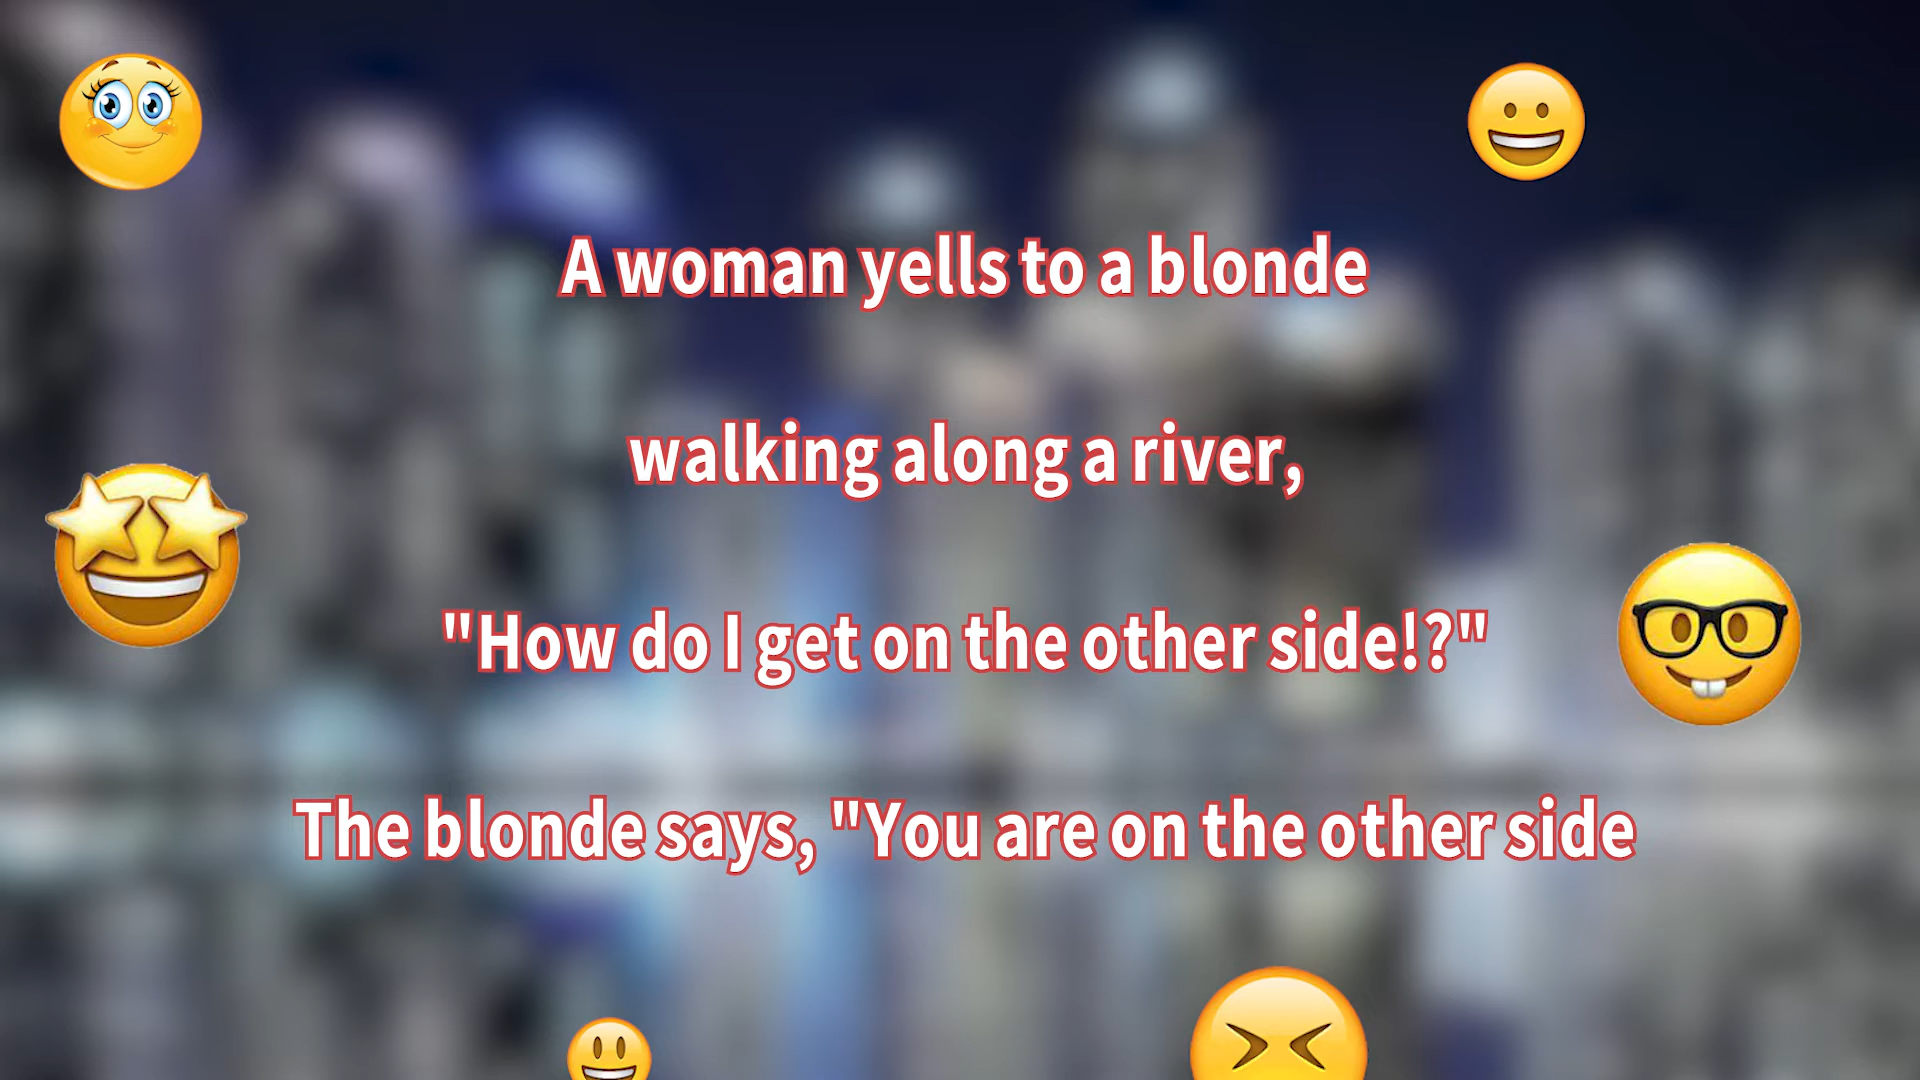 A woman yells to a blonde
walking along a river,
"How do I get on the other side!?"
The blonde says, "You are on the other side